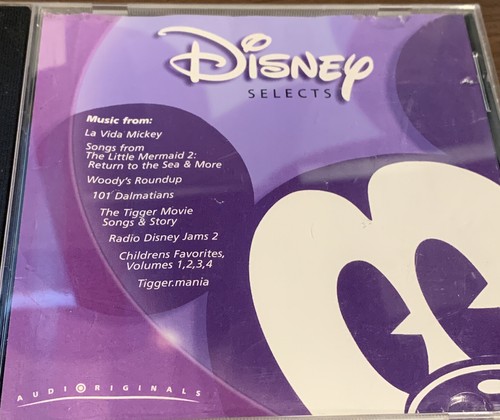 Disney
SELECTS
Music from:
La Vida Mickey
Songs from
The Little Mermaid 2:
Return to the Sea & More
Woody's Roundup
101 Dalmatians
The Tigger Movie
Songs & Story
Radio Disney Jams 2
Childrens Favorites,
Volumes 1,2,3,4
Tigger.mania
AUDIORIGINALS